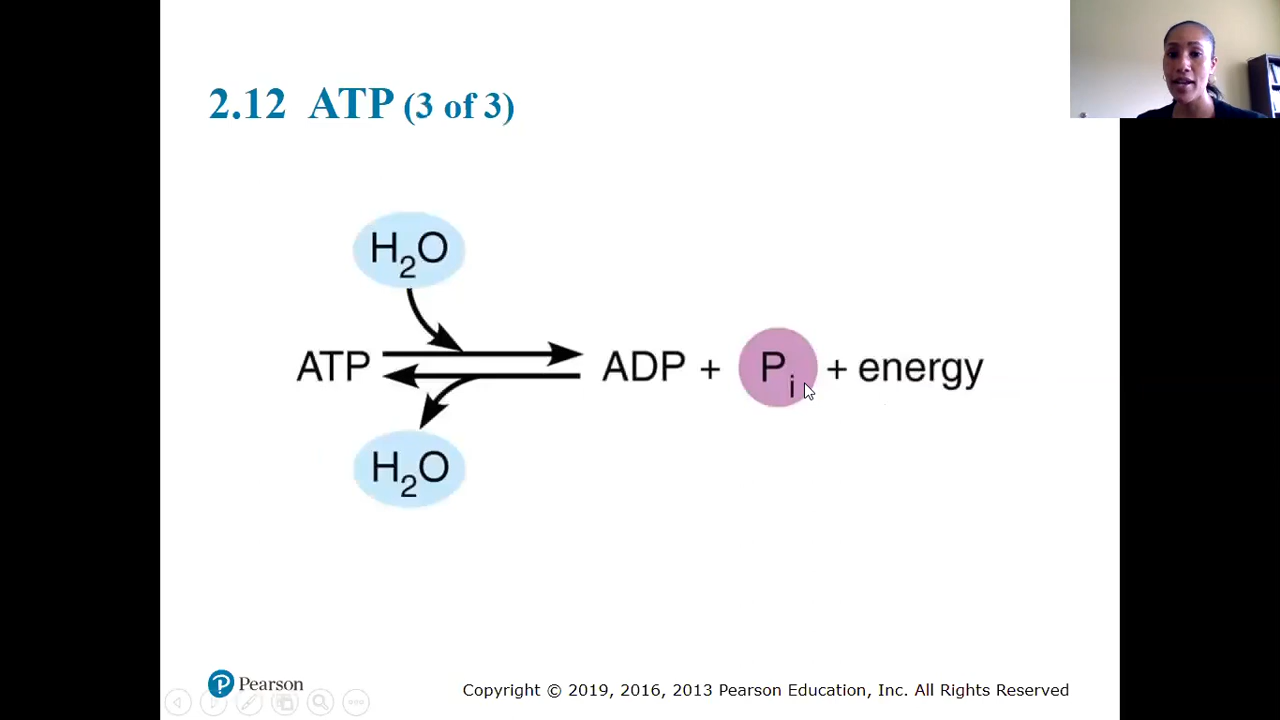 2.12 ATP (3 of 3)
H2O
ATP ADP + Pi + energy
H2O
Pearson
Copyright © 2019, 2016, 2013 Pearson Education, Inc. All Rights Reserved